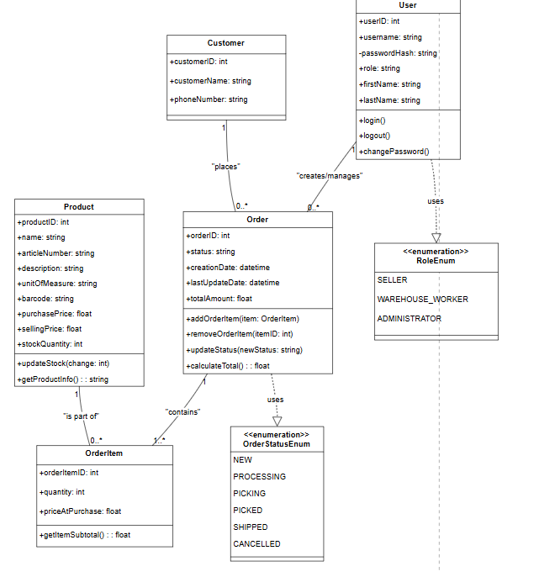 User
+userID: int
+username: string
-passwordHash: string
+role: string
+firstName: string
+lastName: string
+login()
+logout()
+changePassword()
Customer
+customerID: int
+customerName: string
+phoneNumber: string
1
"places"
0..*
1
"creates/manages"
0..*
uses
Product
+productID: int
+name: string
+articleNumber: string
+description: string
+unitOfMeasure: string
+barcode: string
+purchasePrice: float
+sellingPrice: float
+stockQuantity: int
+updateStock(change: int)
+getProductInfo() : : string
Order
+orderID: int
+status: string
+creationDate: datetime
+lastUpdateDate: datetime
+totalAmount: float
+addOrderItem(item: OrderItem)
+removeOrderItem(itemID: int)
+updateStatus(newStatus: string)
+calculateTotal() : : float
<<enumeration>>
RoleEnum
SELLER
WAREHOUSE_WORKER
ADMINISTRATOR
1
"is part of"
0..*
1
"contains"
1..*
uses
OrderItem
+orderItemID: int
+quantity: int
+priceAtPurchase: float
+getItemSubtotal() : : float
<<enumeration>>
OrderStatusEnum
NEW
PROCESSING
PICKING
PICKED
SHIPPED
CANCELLED